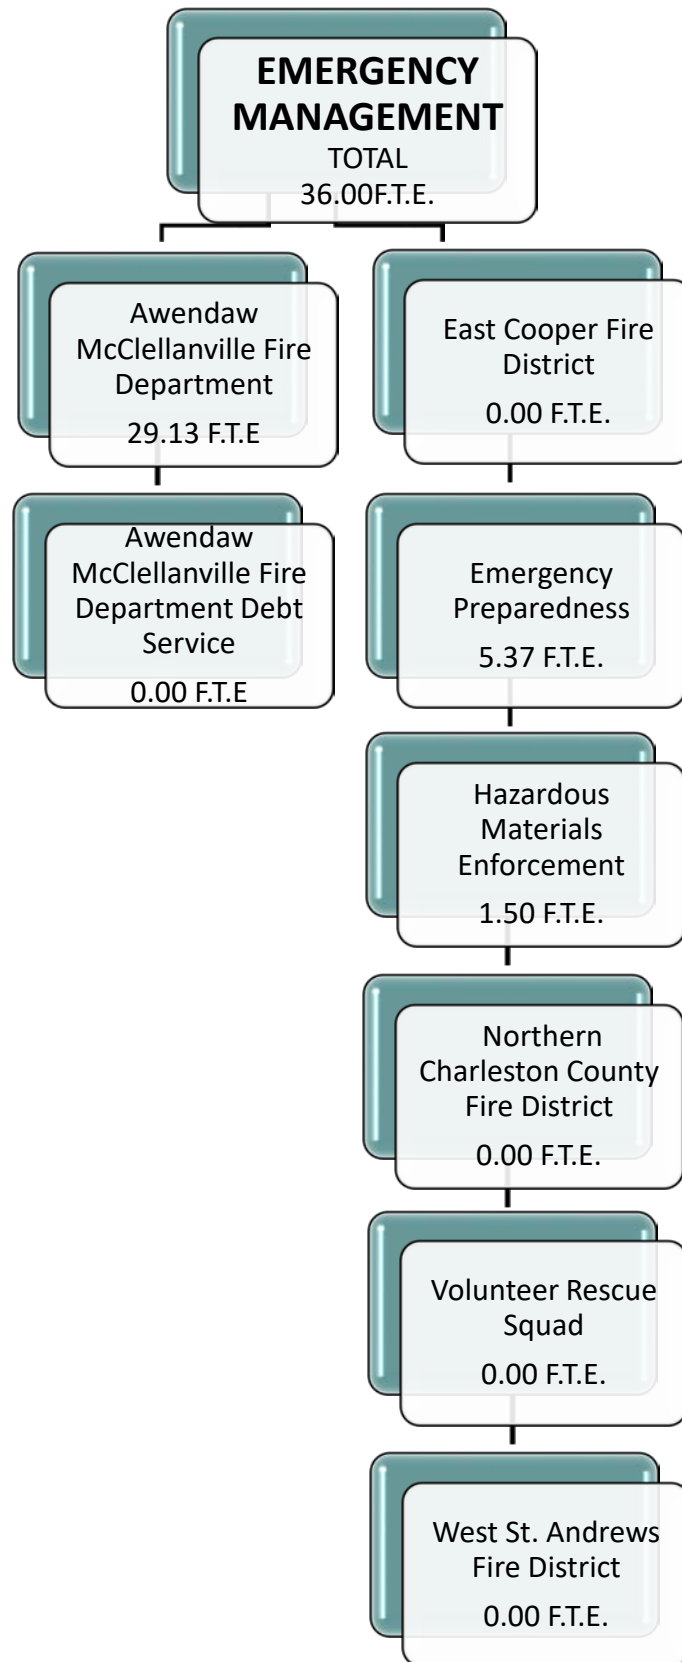 EMERGENCY
MANAGEMENT
TOTAL
36.00F.T.E.
Awendaw
McClellanville Fire
Department
29.13 F.T.E
Awendaw
McClellanville Fire
Department Debt
Service
0.00 F.T.E
East Cooper Fire
District
0.00 F.T.E.
Emergency
Preparedness
5.37 F.T.E.
Hazardous
Materials
Enforcement
1.50 F.T.E.
Northern
Charleston County
Fire District
0.00 F.T.E.
Volunteer Rescue
Squad
0.00 F.T.E.
West St. Andrews
Fire District
0.00 F.T.E.